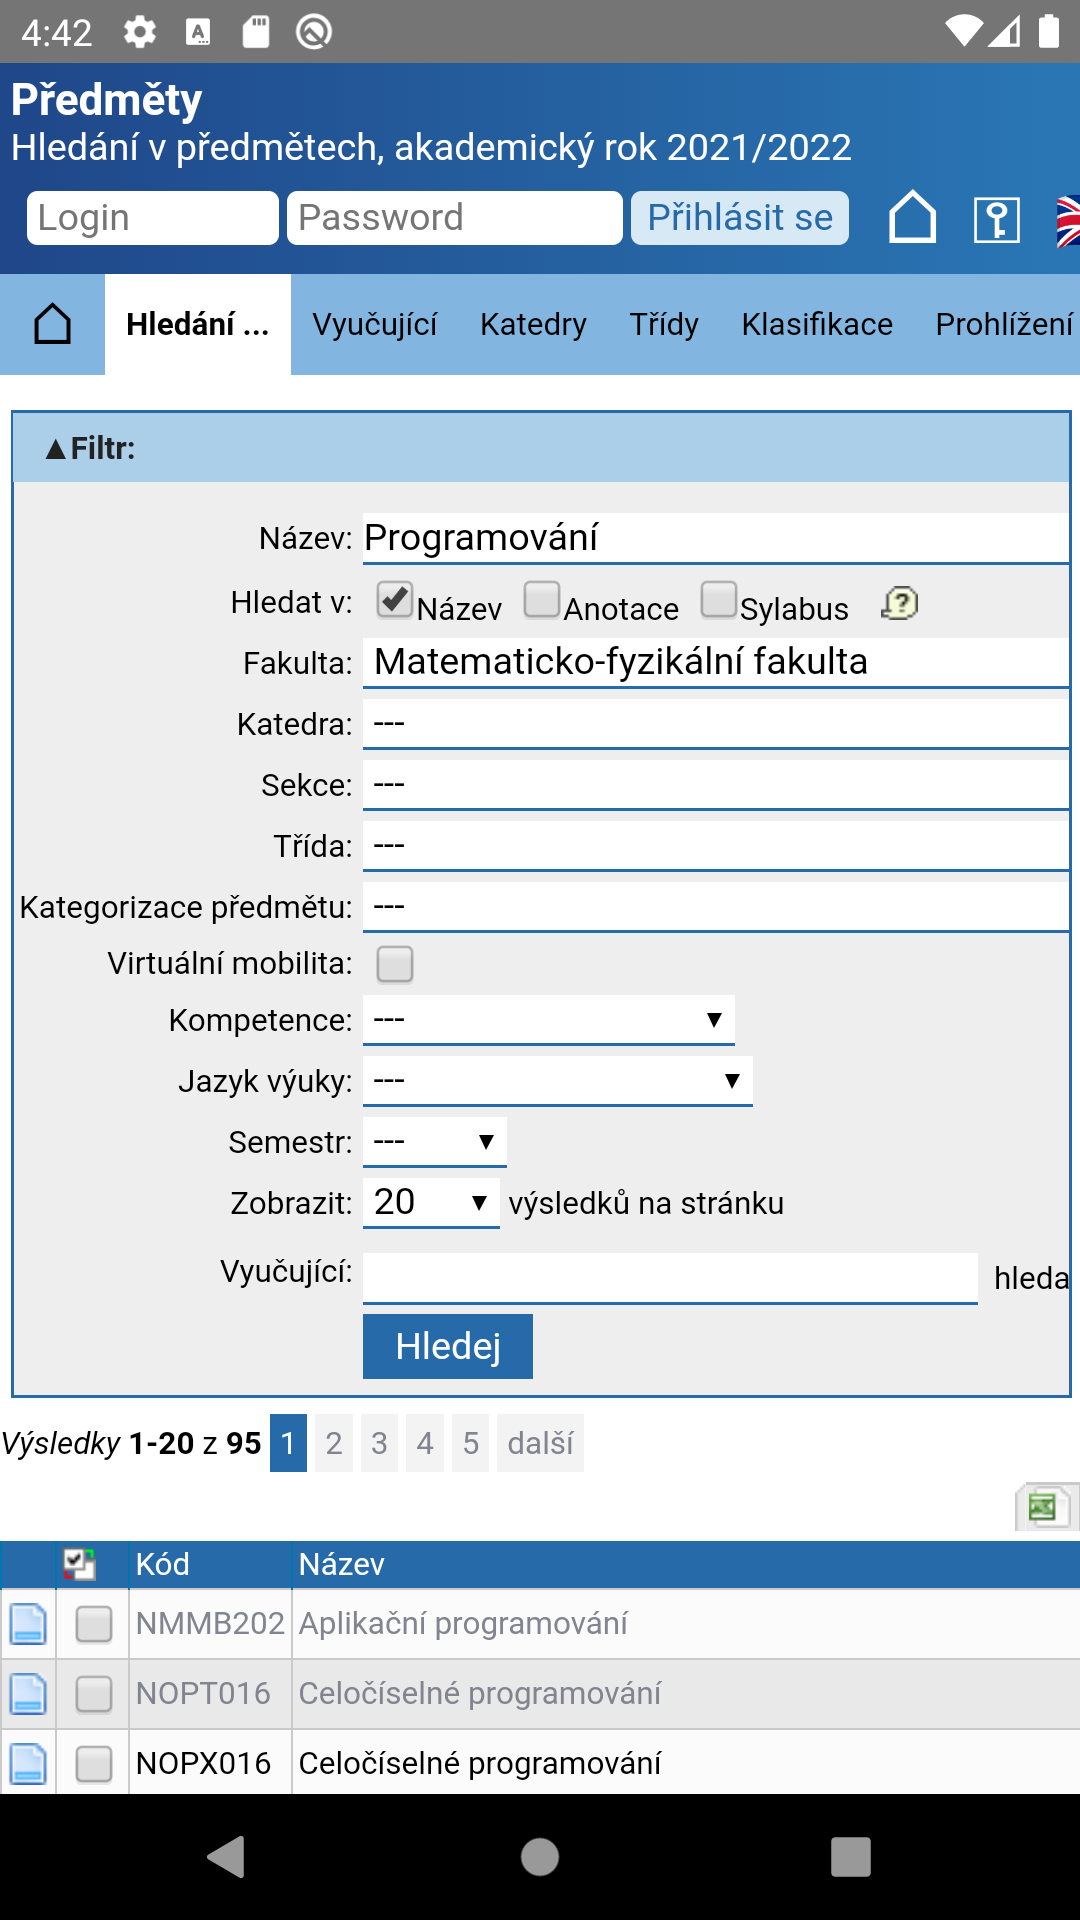 4:42
Předměty
Hledání v předmětech, akademický rok 2021/2022
Login Password Přihlásit se
Hledání ... Vyučující Katedry Třídy Klasifikace Prohlížení
▲Filtr:
Název: Programování
Hledat v: Název Anotace Sylabus
Fakulta: Matematicko-fyzikální fakulta
Katedra: ---
Sekce: ---
Třída: ---
Kategorizace předmětu: ---
Virtuální mobilita:
Kompetence: --- ▼
Jazyk výuky: --- ▼
Semestr: --- ▼
Zobrazit: 20 ▼ výsledků na stránku
Vyučující: hleda
Hledej
Výsledky 1-20 z 95 1 2 3 4 5 další
Kód Název
NMMB202 Aplikační programování
NOPT016 Celočíselné programování
NOPX016 Celočíselné programování